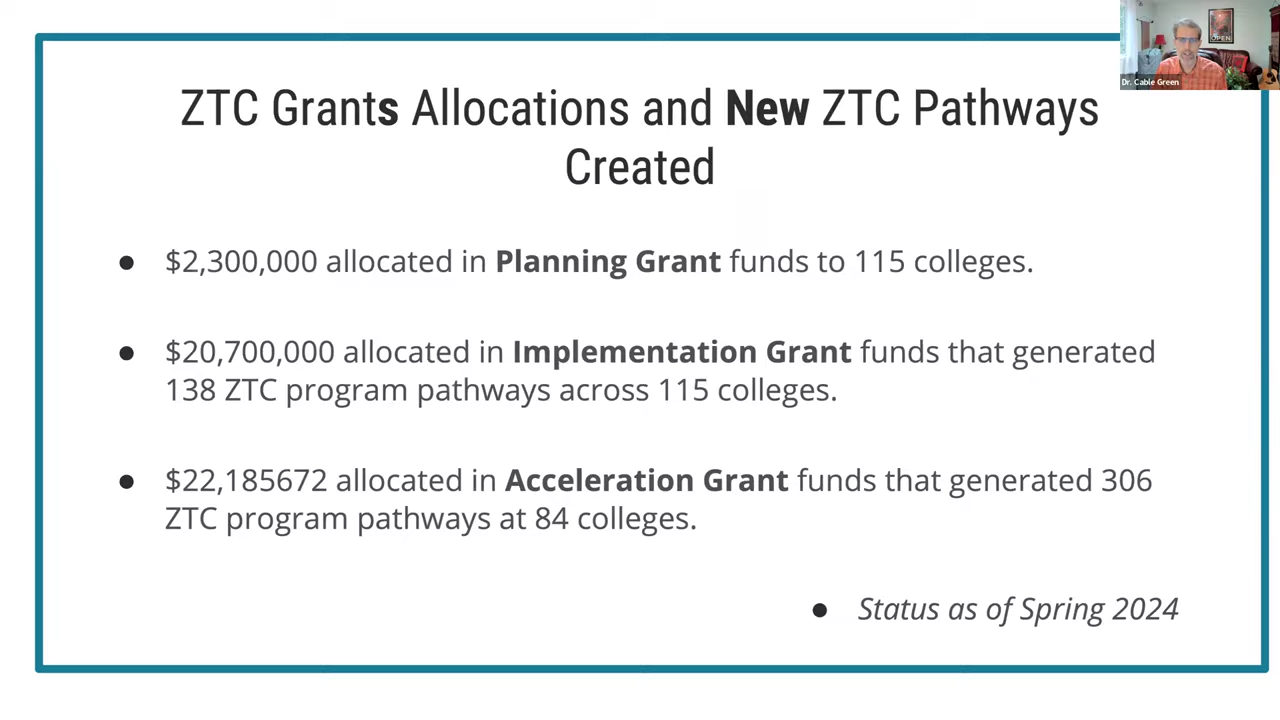 ZTC Grants Allocations and New ZTC Pathways
Created
● $2,300,000 allocated in Planning Grant funds to 115 colleges.
● $20,700,000 allocated in Implementation Grant funds that generated
138 ZTC program pathways across 115 colleges.
● $22,185672 allocated in Acceleration Grant funds that generated 306
ZTC program pathways at 84 colleges.
● Status as of Spring 2024
OPEN
Dr. Cable Green